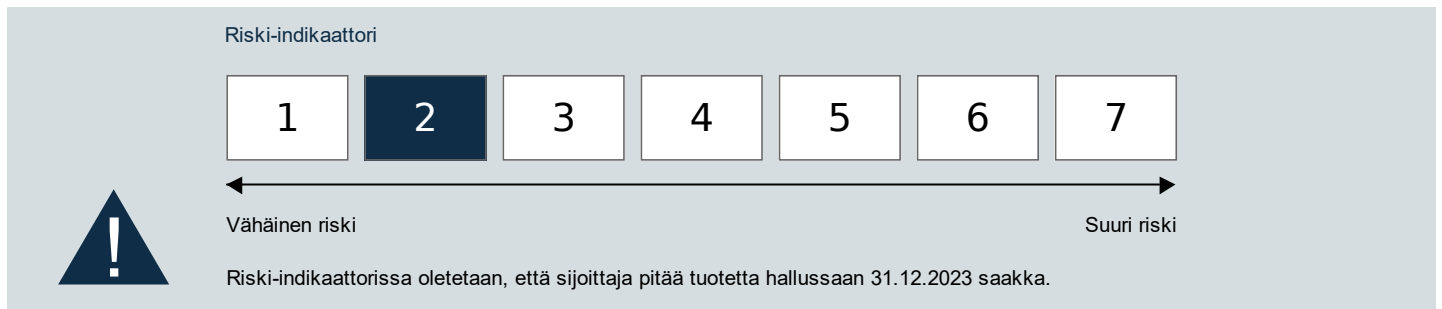 Riski-indikaattori
1 2 3 4 5 6 7
Vähäinen riski Suuri riski
!
Riski-indikaattorissa oletetaan, että sijoittaja pitää tuotetta hallussaan 31.12.2023 saakka.